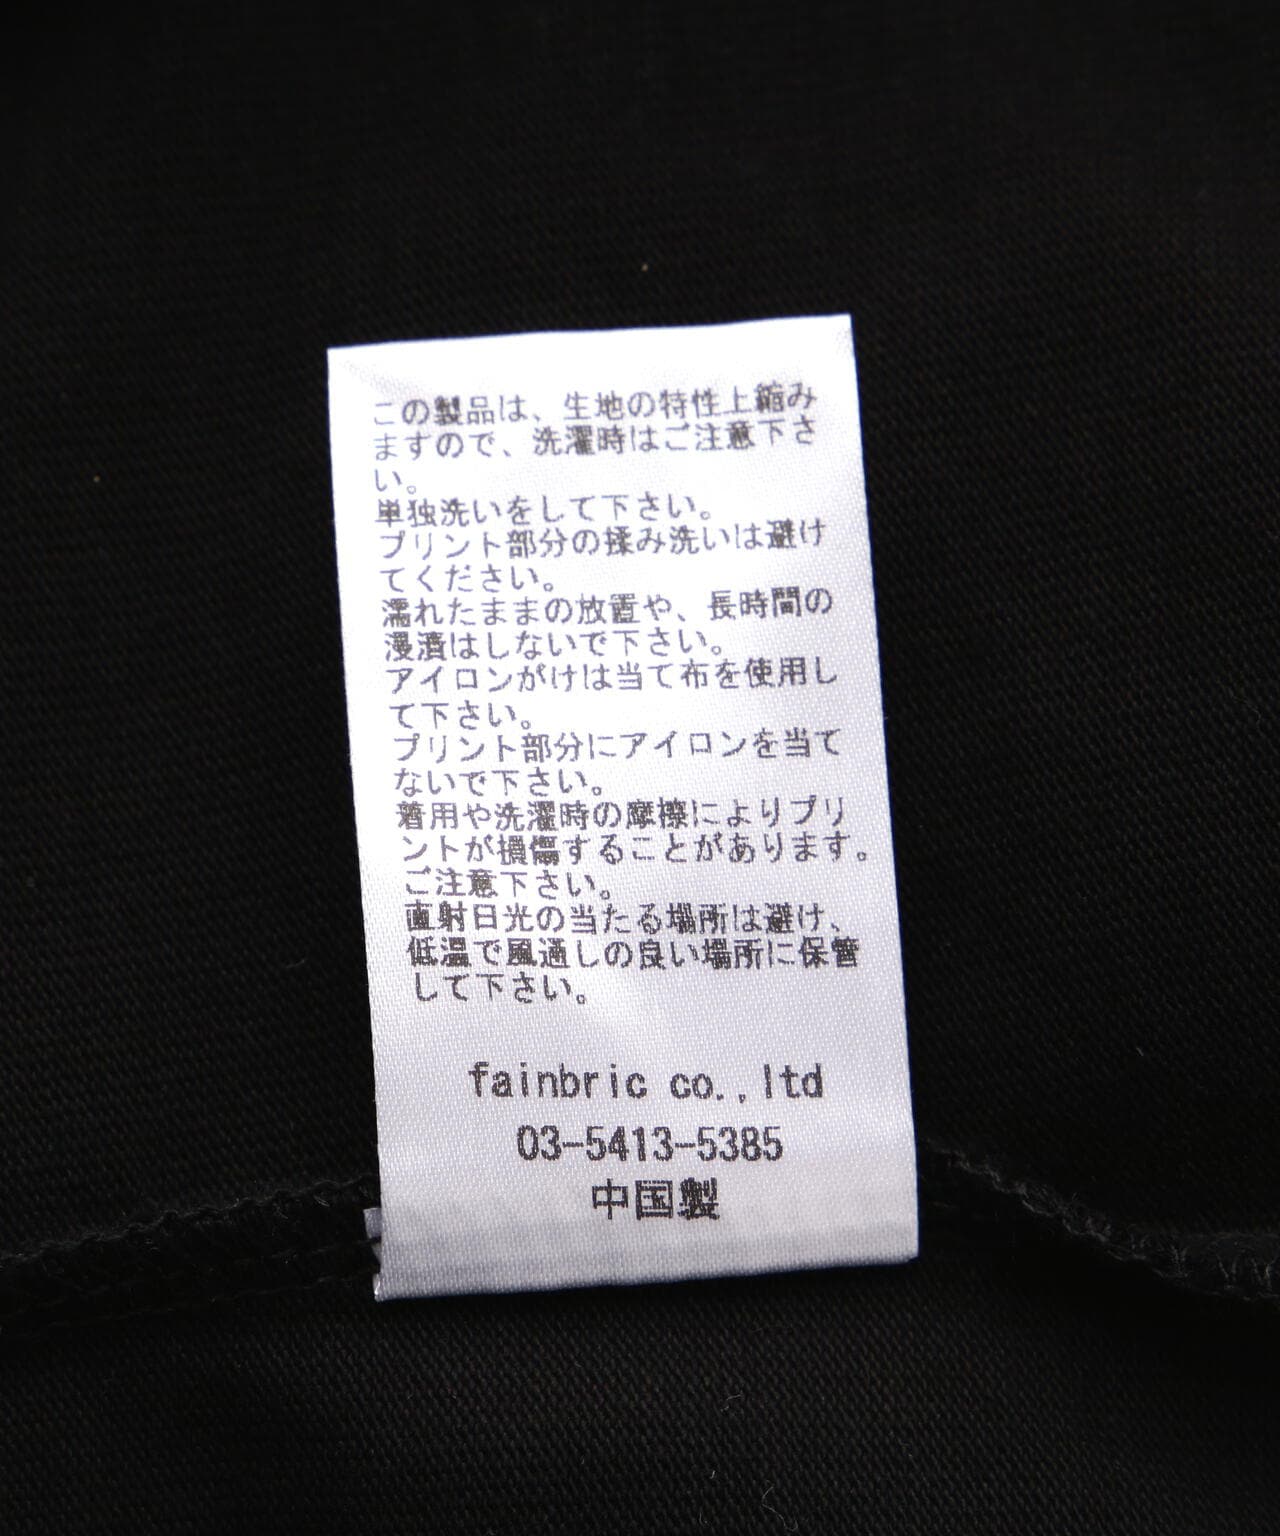 この製品は、生地の特性上縮み
ますので、洗濯時はご注意下さ
い。
単独洗いをして下さい。
プリント部分の揉み洗いは避け
てください。
濡れたままの放置や、長時間の
浸漬はしないで下さい。
アイロンがけは当て布を使用し
て下さい。
プリント部分にアイロンを当て
ないで下さい。
着用や洗濯時の摩擦によりプリ
ントが損傷することがあります。
ご注意下さい。
直射日光の当たる場所は避け、
低温で風通しの良い場所に保管
して下さい。
fainbric co.,ltd
03-5413-5385
中国製